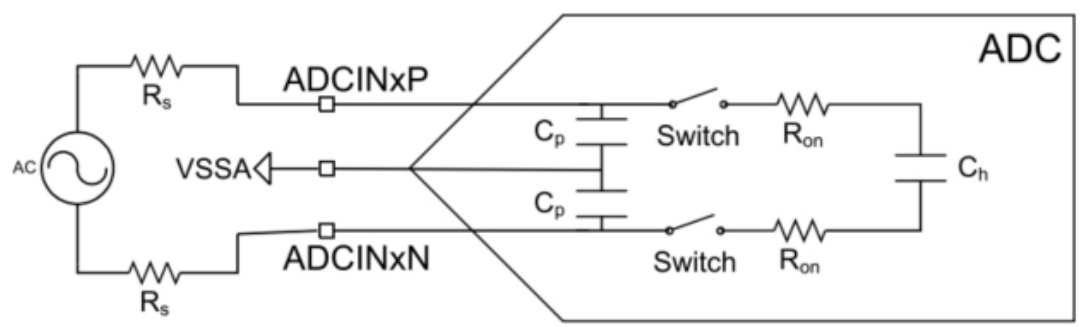 ADC
ADCINxP
Rs
Cp
Switch
Ron
AC
VSSA
Ch
Cp
ADCINxN
Switch
Ron
Rs